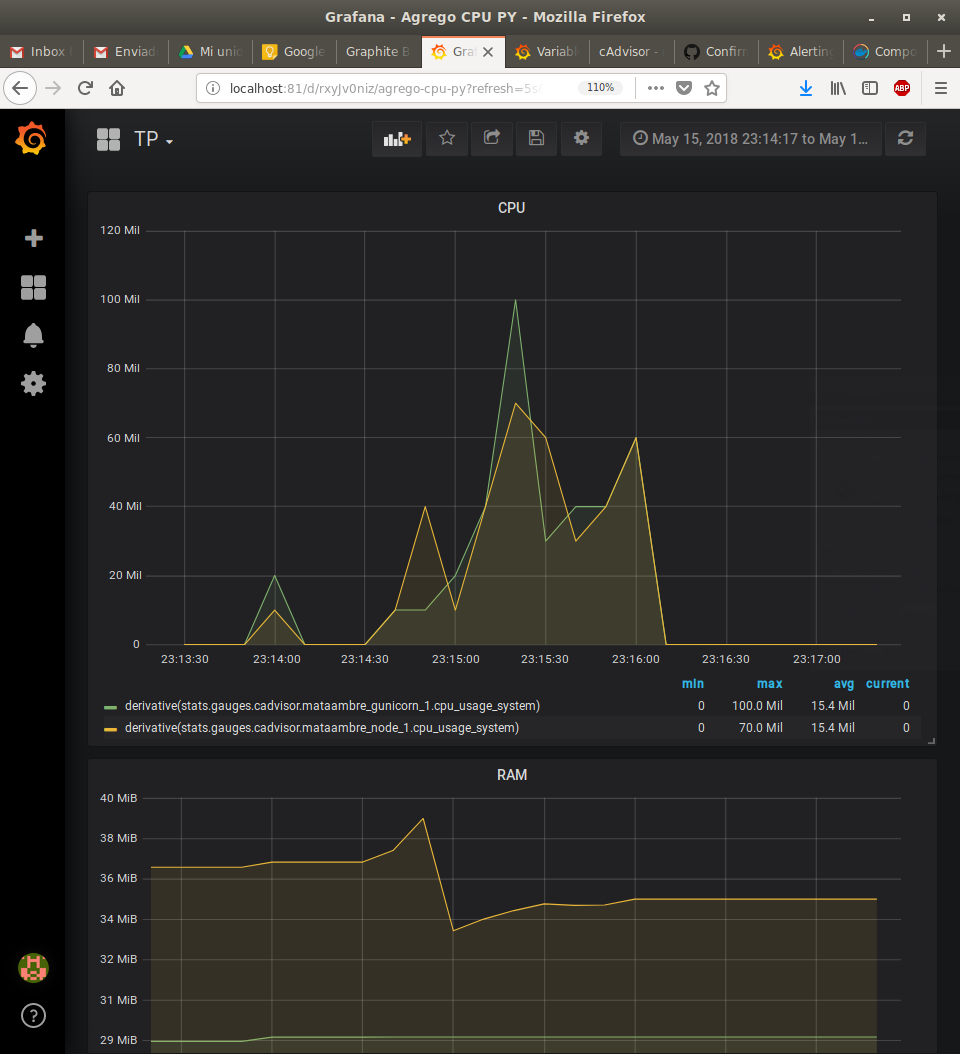 Grafana - Agrego CPU PY - Mozilla Firefox
Inbox Enviad Mi uni Google Graphite B Gra Variabl cAdvisor - Confirm Alerting Compo
localhost:81/d/rxyJv0niz/agrego-cpu-py?refresh=5s 110% ABP
TP May 15, 2018 23:14:17 to May 1...
CPU
120 Mil
100 Mil
80 Mil
60 Mil
40 Mil
20 Mil
0
23:13:30 23:14:00 23:14:30 23:15:00 23:15:30 23:16:00 23:16:30 23:17:00
min max avg current
derivative(stats.gauges.cadvisor.mataambre_gunicorn_1.cpu_usage_system) 0 100.0 Mil 15.4 Mil 0
derivative(stats.gauges.cadvisor.mataambre_node_1.cpu_usage_system) 0 70.0 Mil 15.4 Mil 0
RAM
40 MiB
38 MiB
36 MiB
34 MiB
32 MiB
31 MiB
29 MiB